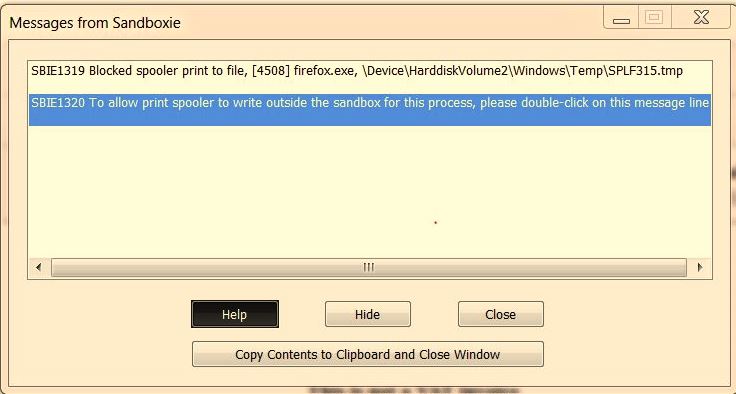 Messages from Sandboxie
SBIE1319 Blocked spooler print to file, [4508] firefox.exe, \Device\HarddiskVolume2\Windows\Temp\SPLF315.tmp
SBIE1320 To allow print spooler to write outside the sandbox for this process, please double-click on this message line
Help
Hide
Close
Copy Contents to Clipboard and Close Window